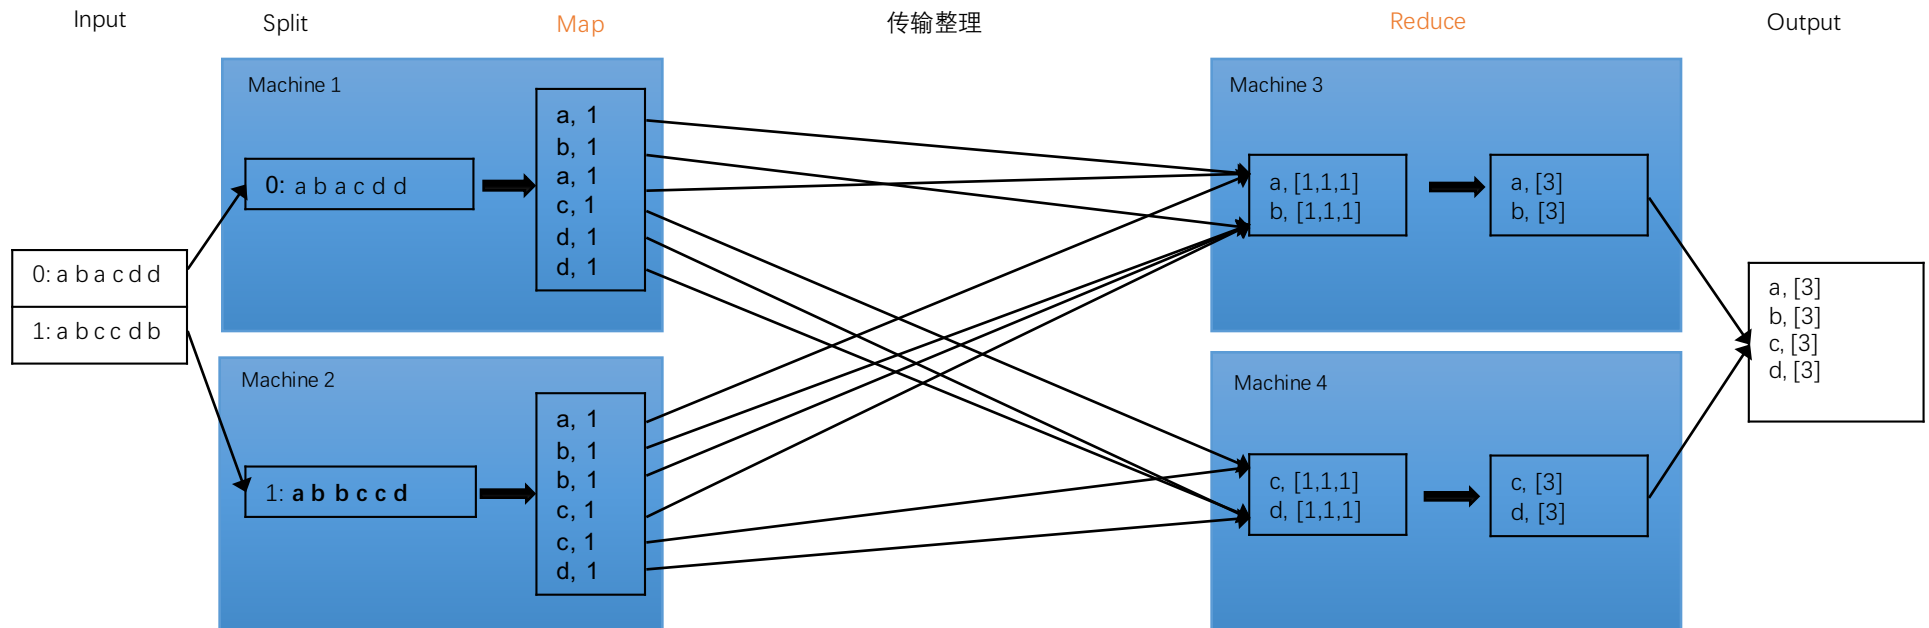 Input
Split
Map
传输整理
Reduce
Output
0: a b a c d d
1: a b c c d b
Machine 1
0: a b a c d d
a, 1
b, 1
a, 1
c, 1
d, 1
d, 1
Machine 2
1: a b b c c d
a, 1
b, 1
b, 1
c, 1
c, 1
d, 1
Machine 3
a, [1,1,1]
b, [1,1,1]
a, [3]
b, [3]
Machine 4
c, [1,1,1]
d, [1,1,1]
c, [3]
d, [3]
a, [3]
b, [3]
c, [3]
d, [3]